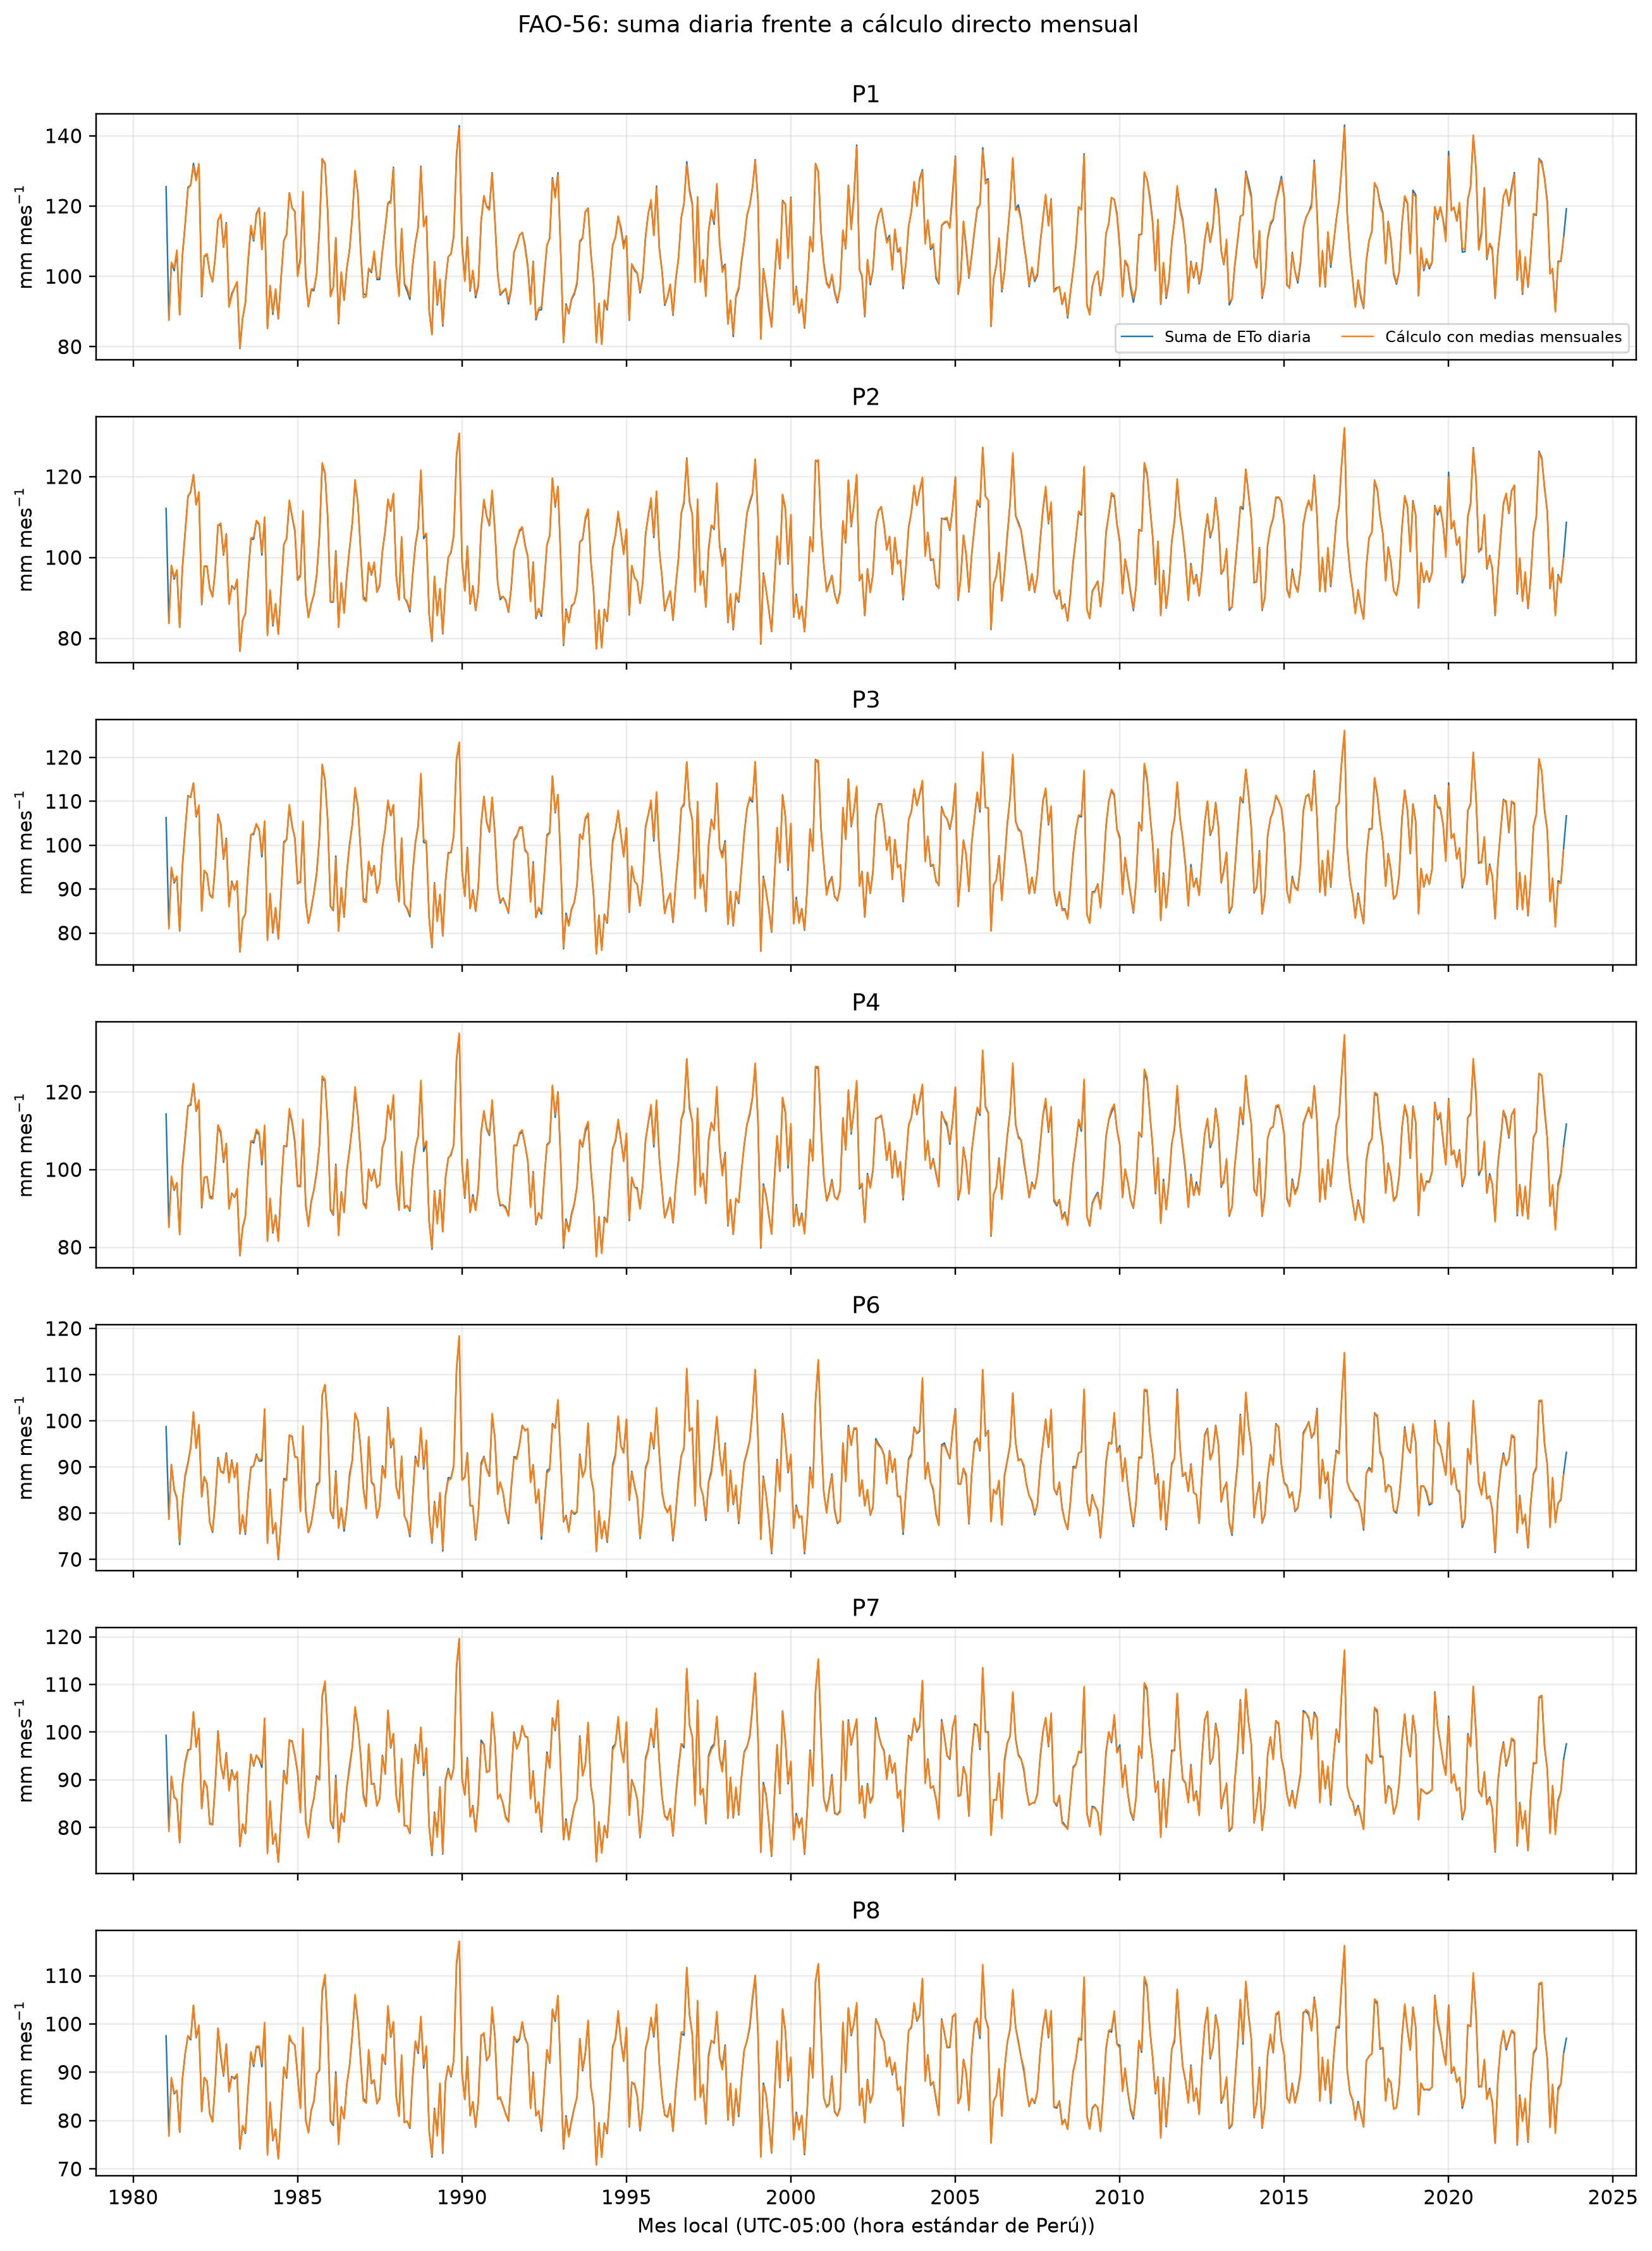 FAO-56: suma diaria frente a cálculo directo mensual
P1
mm mes⁻¹
140
120
100
80
Suma de ETo diaria
Cálculo con medias mensuales
P2
mm mes⁻¹
120
100
80
P3
mm mes⁻¹
120
110
100
90
80
P4
mm mes⁻¹
120
100
80
P6
mm mes⁻¹
120
110
100
90
80
70
P7
mm mes⁻¹
120
110
100
90
80
P8
mm mes⁻¹
110
100
90
80
70
1980 1985 1990 1995 2000 2005 2010 2015 2020 2025
Mes local (UTC-05:00 (hora estándar de Perú))